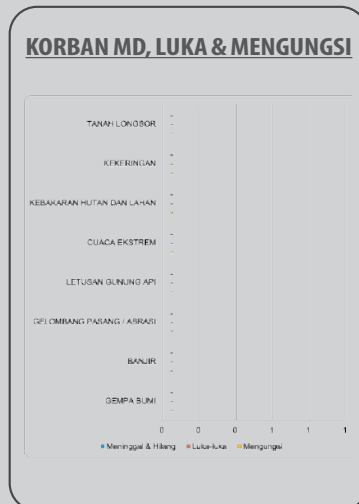 KORBAN MD, LUKA & MENGUNGSI
TANAH LONGSOR
-
-
-
KEKERINGAN
-
-
-
KEBAKARAN HUTAN DAN LAHAN
-
-
-
CUACA EKSTREM
-
-
-
LETUSAN GUNUNG API
-
-
-
GELOMBANG PASANG / ABRASI
-
-
-
BANJIR
-
-
-
GEMPA BUMI
-
-
-
0 0 0 1 1 1
Meninggal & Hilang Luka-luka Mengungsi